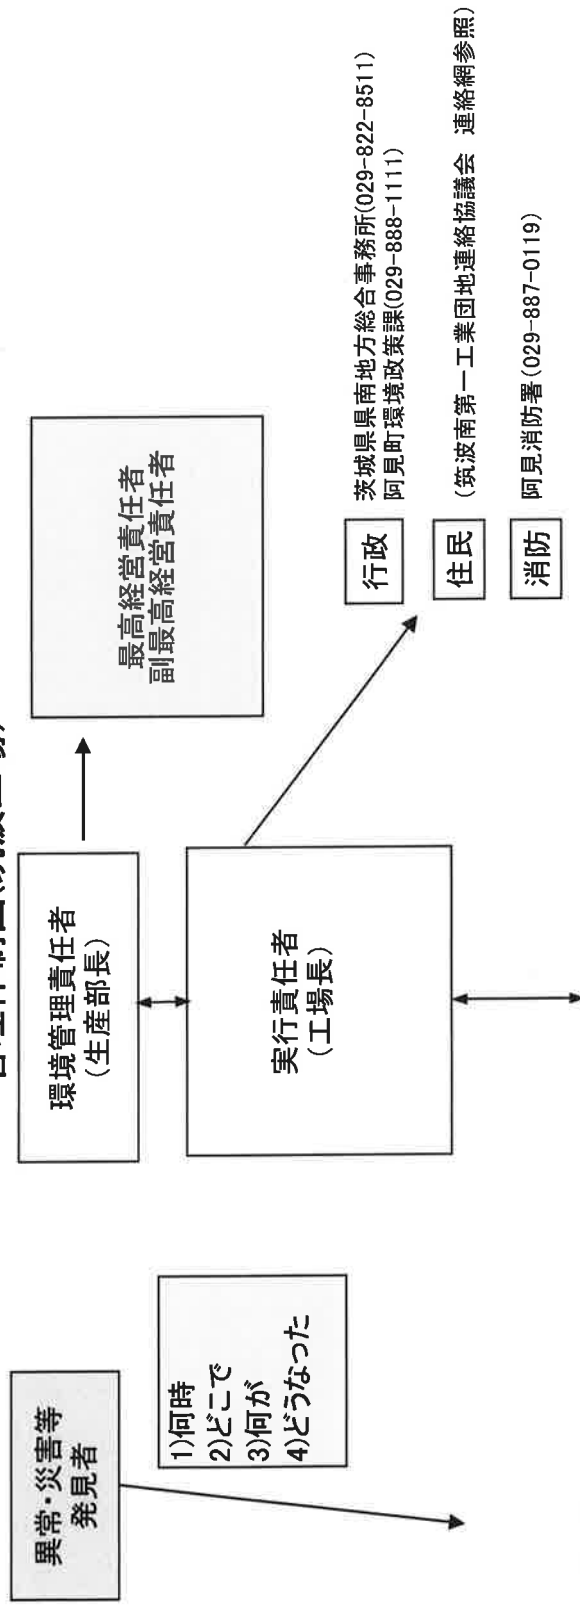 環境管理責任者
(生産部長)
最高経営責任者
副最高経営責任者
実行責任者
(工場長)
異常・災害等
発見者
1)何時
2)どこで
3)何が
4)どうなった
行政
茨城県県南地方総合事務所(029-822-8511)
阿見町環境政策課(029-888-1111)
住民
(筑波南第一工業団地連絡協議会 連絡網参照)
消防
阿見消防署(029-887-0119)